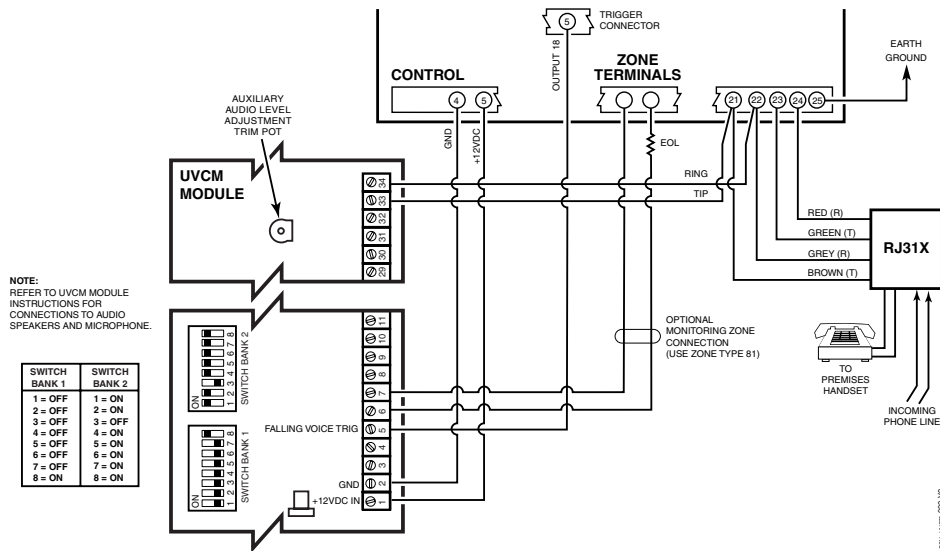 TRIGGER
CONNECTOR
5
OUTPUT 18
EARTH
GROUND
CONTROL
4 5
ZONE
TERMINALS
21 22 23 24 25
GND
+12VDC
EOL
AUXILIARY
AUDIO LEVEL
ADJUSTMENT
TRIM POT
UVCM
MODULE
34
33
32
31
30
29
RING
TIP
RED (R)
GREEN (T)
GREY (R)
BROWN (T)
RJ31X
NOTE:
REFER TO UVCM MODULE
INSTRUCTIONS FOR
CONNECTIONS TO AUDIO
SPEAKERS AND MICROPHONE.
SWITCH BANK 1 SWITCH BANK 2
1 = OFF 1 = ON
2 = OFF 2 = ON
3 = OFF 3 = OFF
4 = OFF 4 = ON
5 = OFF 5 = ON
6 = OFF 6 = ON
7 = OFF 7 = ON
8 = ON 8 = ON
ON
1 2 3 4 5 6 7 8
SWITCH BANK 2
ON
1 2 3 4 5 6 7 8
SWITCH BANK 1
11
10
9
8
7
6
5
4
3
2
1
FALLING VOICE TRIG
GND
+12VDC IN
OPTIONAL
MONITORING ZONE
CONNECTION
(USE ZONE TYPE 81)
TO
PREMISES
HANDSET
INCOMING
PHONE LINE